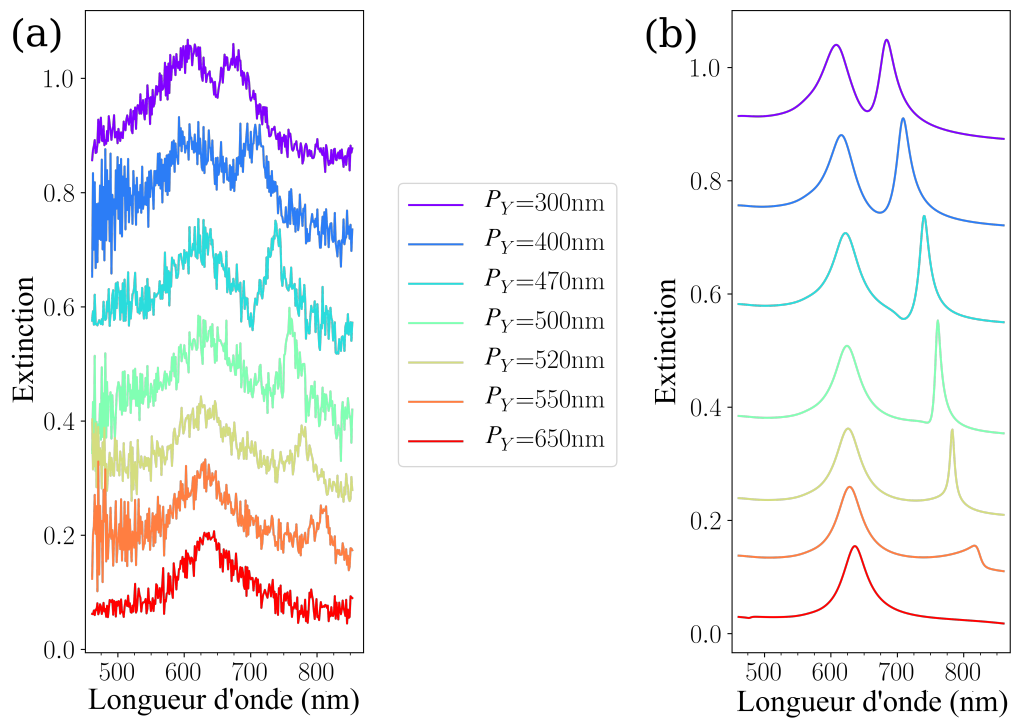 (a)
Extinction
1.0
0.8
0.6
0.4
0.2
0.0
500 600 700 800
Longueur d'onde (nm)
P_Y=300nm
P_Y=400nm
P_Y=470nm
P_Y=500nm
P_Y=520nm
P_Y=550nm
P_Y=650nm
(b)
Extinction
1.0
0.8
0.6
0.4
0.2
0.0
500 600 700 800
Longueur d'onde (nm)